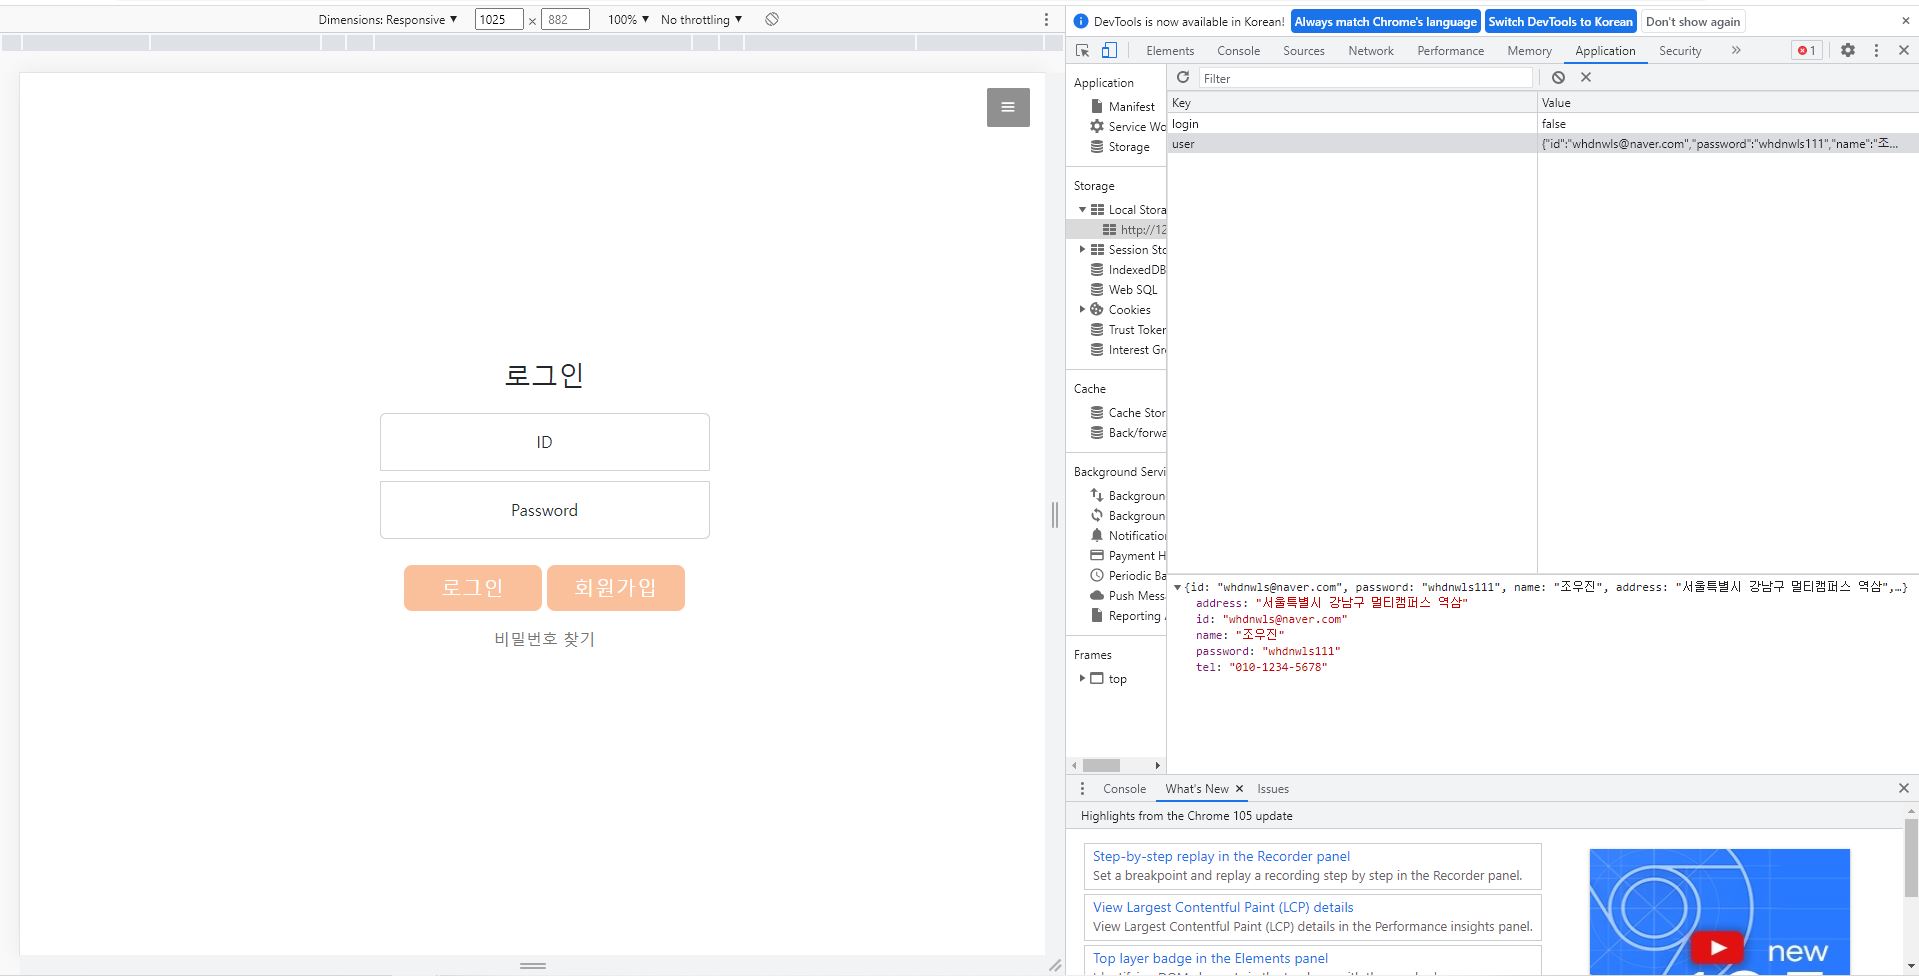 Dimensions: Responsive ▼ 1025 × 882 100% ▼ No throttling ▼
DevTools is now available in Korean! Always match Chrome's language Switch DevTools to Korean Don't show again
Elements Console Sources Network Performance Memory Application Security » 1
로그인
ID
Password
로그인 회원가입
비밀번호 찾기
Application
Manifest
Service Wo
Storage
Storage
Local Stora
http://12
Session Sto
IndexedDB
Web SQL
Cookies
Trust Token
Interest Gr
Cache
Cache Stor
Back/forwa
Background Servi
Background
Background
Notification
Payment H
Periodic Ba
Push Mess
Reporting A
Frames
top
Filter
Key Value
login false
user {"id":"whdnwls@naver.com","password":"whdnwls111","name":"조...
{id: "whdnwls@naver.com", password: "whdnwls111", name: "조우진", address: "서울특별시 강남구 멀티캠퍼스 역삼",…}
address: "서울특별시 강남구 멀티캠퍼스 역삼"
id: "whdnwls@naver.com"
name: "조우진"
password: "whdnwls111"
tel: "010-1234-5678"
Console What's New Issues
Highlights from the Chrome 105 update
Step-by-step replay in the Recorder panel
Set a breakpoint and replay a recording step by step in the Recorder panel.
View Largest Contentful Paint (LCP) details
View Largest Contentful Paint (LCP) details in the Performance insights panel.
Top layer badge in the Elements panel
new